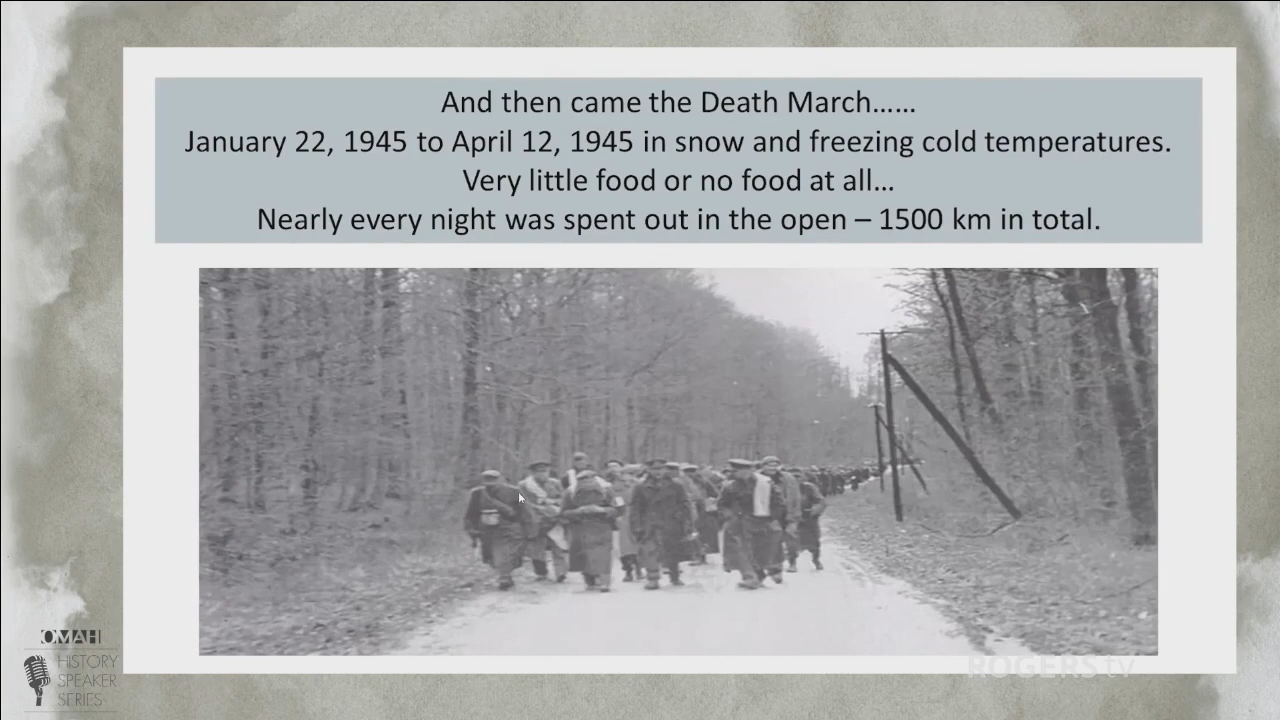 And then came the Death March......
January 22, 1945 to April 12, 1945 in snow and freezing cold temperatures.
Very little food or no food at all...
Nearly every night was spent out in the open – 1500 km in total.
OMAH
HISTORY
SPEAKER
SERIES
ROGERS tv